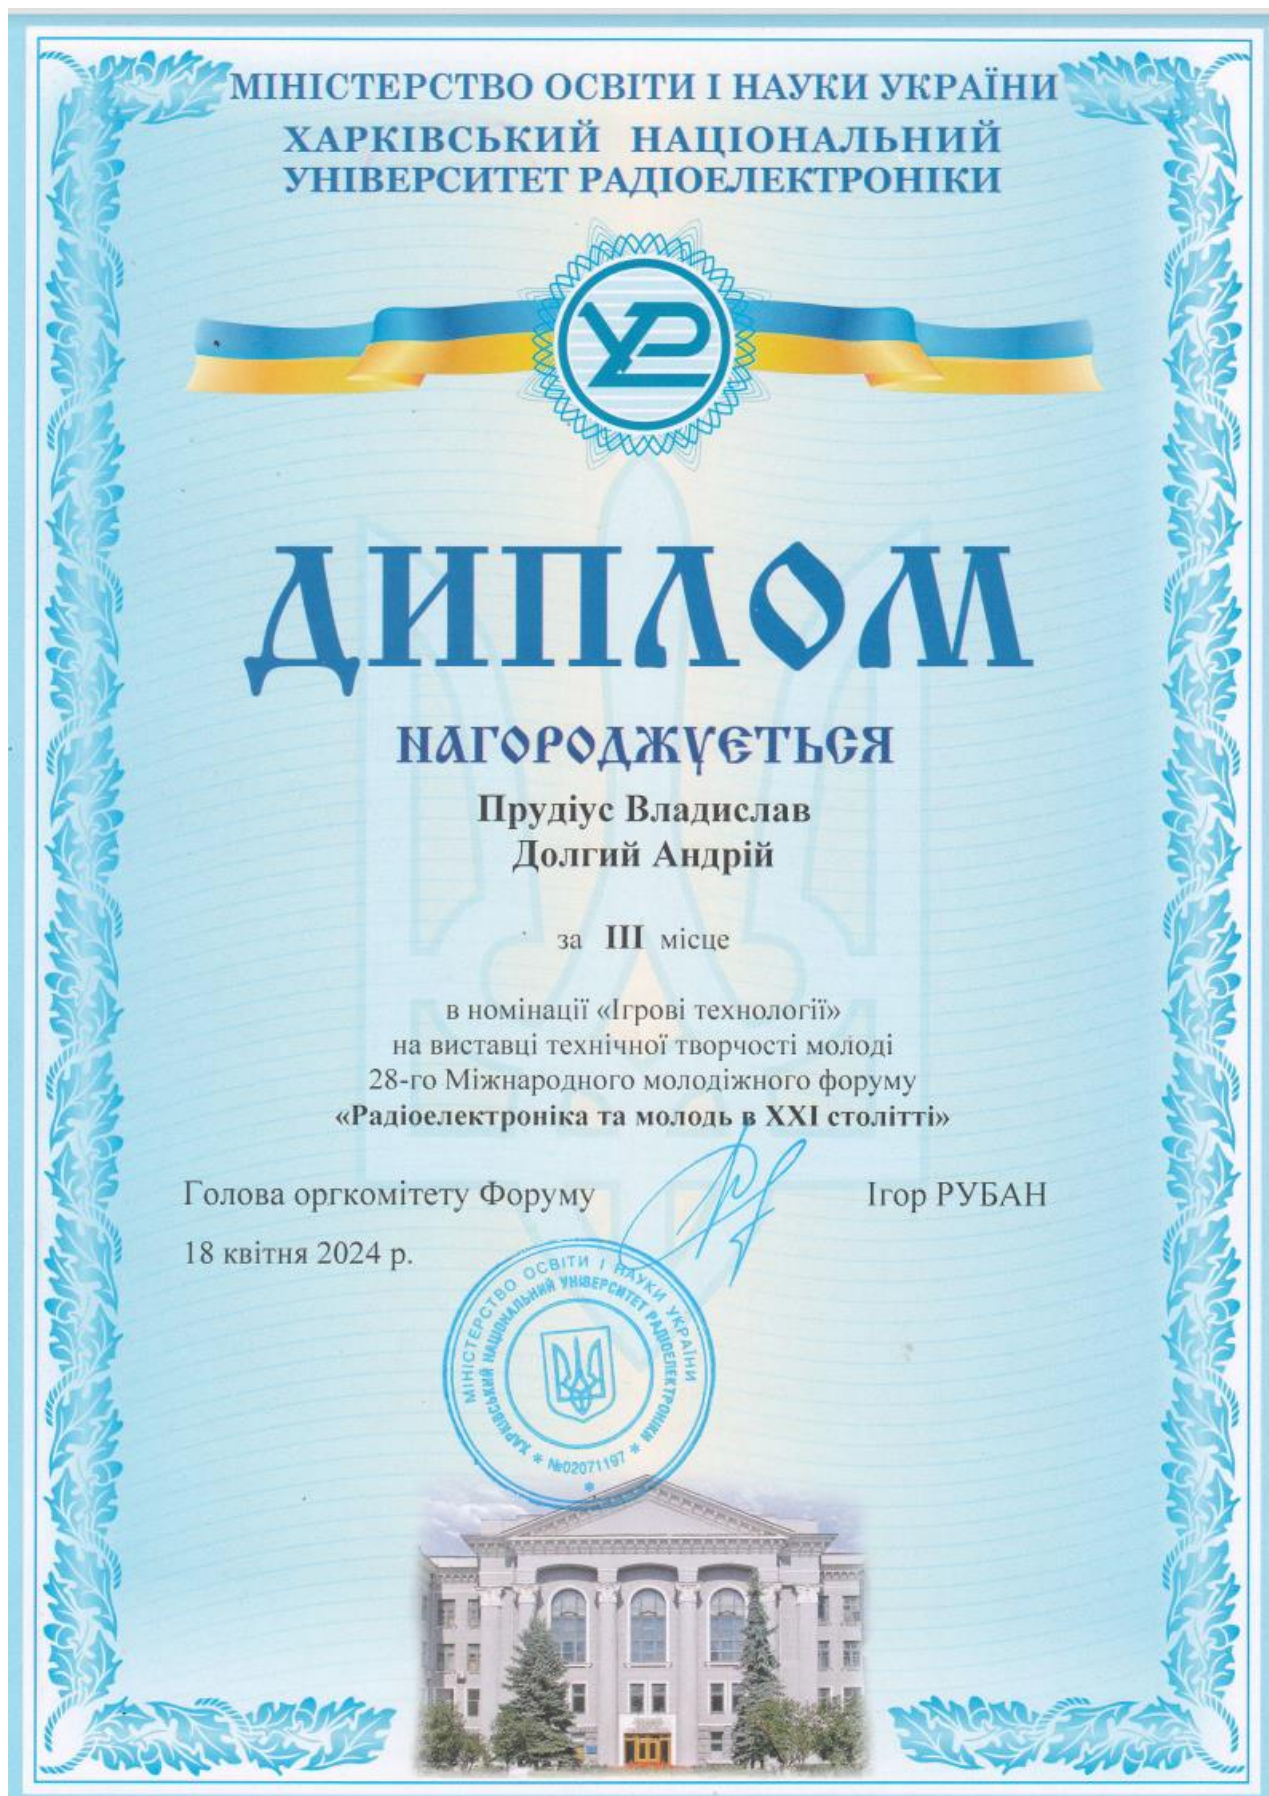 МІНІСТЕРСТВО ОСВІТИ І НАУКИ УКРАЇНИ
ХАРКІВСЬКИЙ НАЦІОНАЛЬНИЙ
УНІВЕРСИТЕТ РАДІОЕЛЕКТРОНІКИ
ДИПЛОМ
НАГОРОДЖУЄТЬСЯ
Прудіус Владислав
Долгий Андрій
за III місце
в номінації «Ігрові технології»
на виставці технічної творчості молоді
28-го Міжнародного молодіжного форуму
«Радіоелектроніка та молодь в XXI столітті»
Голова оргкомітету Форуму Ігор РУБАН
18 квітня 2024 р.
МІНІСТЕРСТВО ОСВІТИ І НАУКИ УКРАЇНИ
ХАРКІВСЬКИЙ НАЦІОНАЛЬНИЙ УНІВЕРСИТЕТ РАДІОЕЛЕКТРОНІКИ
* №02071197 *